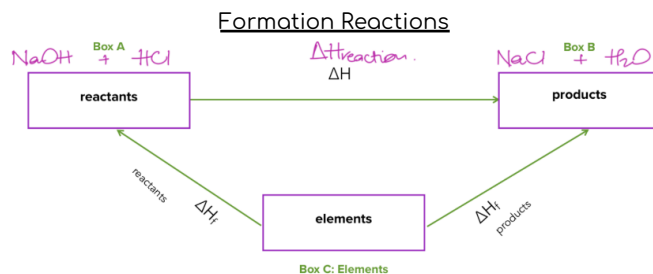 Formation Reactions
Box A
Box B
NaOH + HCl
ΔHreaction.
NaCl + H₂O
ΔH
reactants
products
reactants
ΔHf
elements
ΔHf
products
Box C: Elements